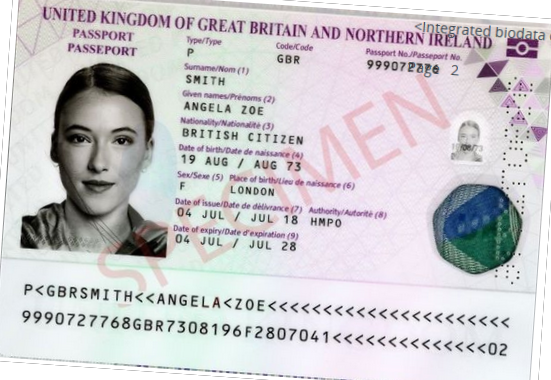 UNITED KINGDOM OF GREAT BRITAIN AND NORTHERN IRELAND
<Integrated biodata
PASSPORT
PASSEPORT
Type/Type
Code/Code
Passport No./Passeport No.
P
GBR
Page 2
Surname/Nom (1)
SMITH
Given names/Prénoms (2)
ANGELA ZOE
Nationality/Nationalité (3)
BRITISH CITIZEN
Date of birth/Date de naissance (4)
19 AUG / AUG 73
Sex/Sexe (5) Place of birth/Lieu de naissance (6)
F LONDON
Date of issue/Date de délivrance (7) Authority/Autorité (8)
04 JUL / JUL 18 HMPO
Date of expiry/Date d'expiration (9)
04 JUL / JUL 28
SPECIMEN
P<GBRSMITH<<ANGELA<ZOE<<<<<<<<<<<<<<<<<<<<<<
9990727768GBR7308196F2807041<<<<<<<<<<<<<<02